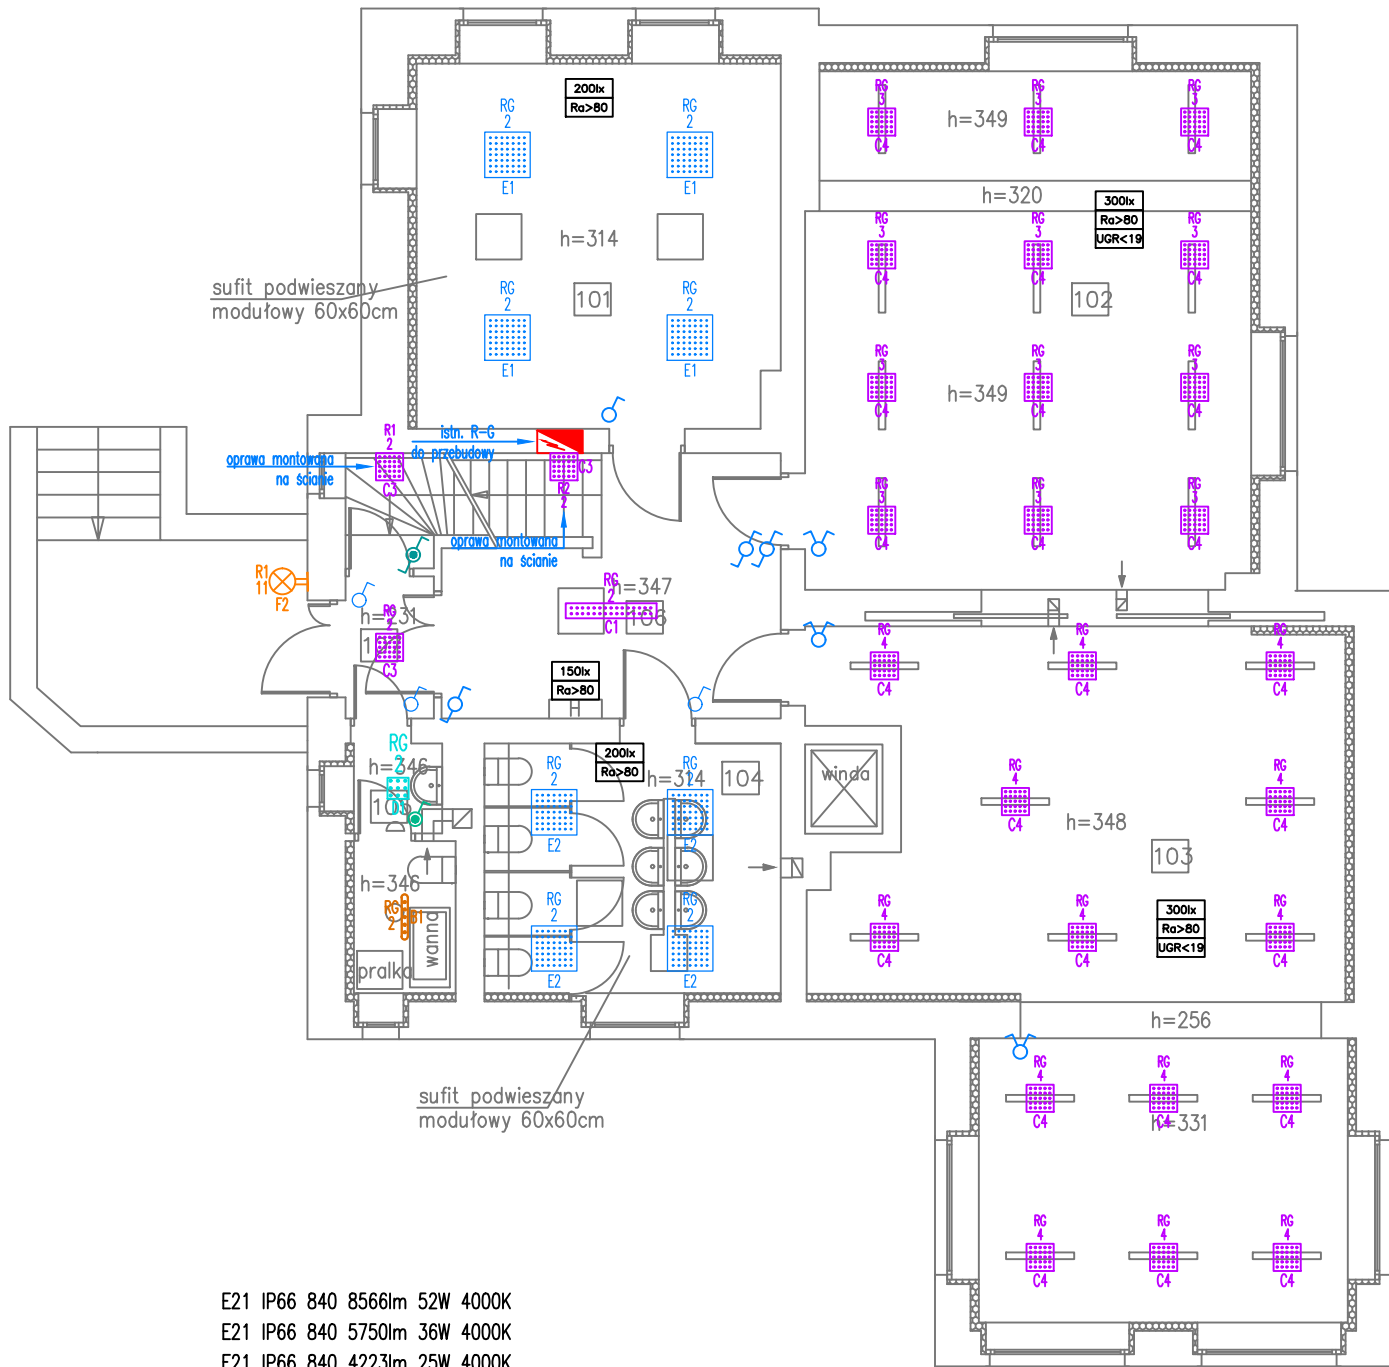 200lx
Ra>80
RG
2
E1
RG
2
E1
h=314
101
RG
2
E1
RG
2
E1
sufit podwieszany
modułowy 60x60cm
RG
3
C4
RG
3
C4
RG
3
C4
h=349
h=320
300lx
Ra>80
UGR<19
RG
3
C4
RG
3
C4
RG
3
C4
102
RG
3
C4
RG
3
C4
RG
3
C4
h=349
RG
3
C4
RG
3
C4
RG
3
C4
istn. R-G
do przebudowy
R1
2
C3
oprawa montowana
na ścianie
C3
R2
2
oprawa montowana
na ścianie
R1
11
F2
h=231
RG
2
C3
RG
2
C1
h=347
106
150lx
Ra>80
H
RG
4
C4
RG
4
C4
RG
4
C4
RG
4
C4
RG
4
C4
h=348
103
winda
300lx
Ra>80
UGR<19
RG
4
C4
RG
4
C4
RG
4
C4
200lx
Ra>80
RG
2
E2
RG
2
E2
h=314
104
RG
2
E2
RG
2
E2
RG
2
h=346
105
h=346
RG
2
B1
wanna
pralka
sufit podwieszany
modułowy 60x60cm
h=256
RG
4
C4
RG
4
C4
RG
4
C4
h=331
RG
4
C4
RG
4
C4
RG
4
C4
E21 IP66 840 8566lm 52W 4000K
E21 IP66 840 5750lm 36W 4000K
E21 IP66 840 4223lm 25W 4000K